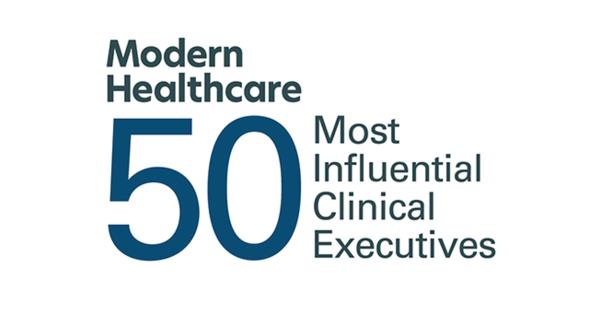 Modern
Healthcare
50
Most
Influential
Clinical
Executives